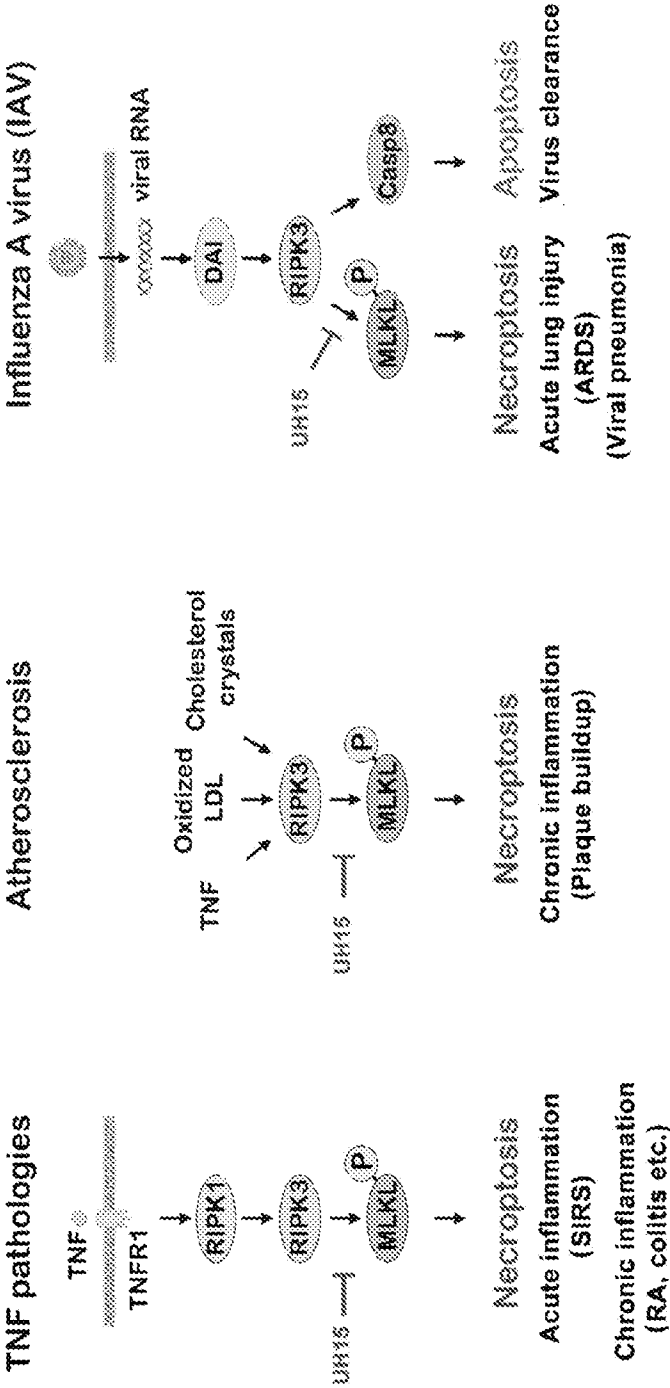 TNF pathologies
TNF
TNFR1
RIPK1
RIPK3
UH15
MLKL
P
Necroptosis
Acute inflammation
(SIRS)
Chronic inflammation
(RA, colitis etc.)
Atherosclerosis
TNF
Oxidized
LDL
Cholesterol
crystals
RIPK3
UH15
MLKL
P
Necroptosis
Chronic inflammation
(Plaque buildup)
Influenza A virus (IAV)
viral RNA
DAI
RIPK3
UH15
MLKL
P
Casp8
Necroptosis
Acute lung injury
(ARDS)
(Viral pneumonia)
Apoptosis
Virus clearance